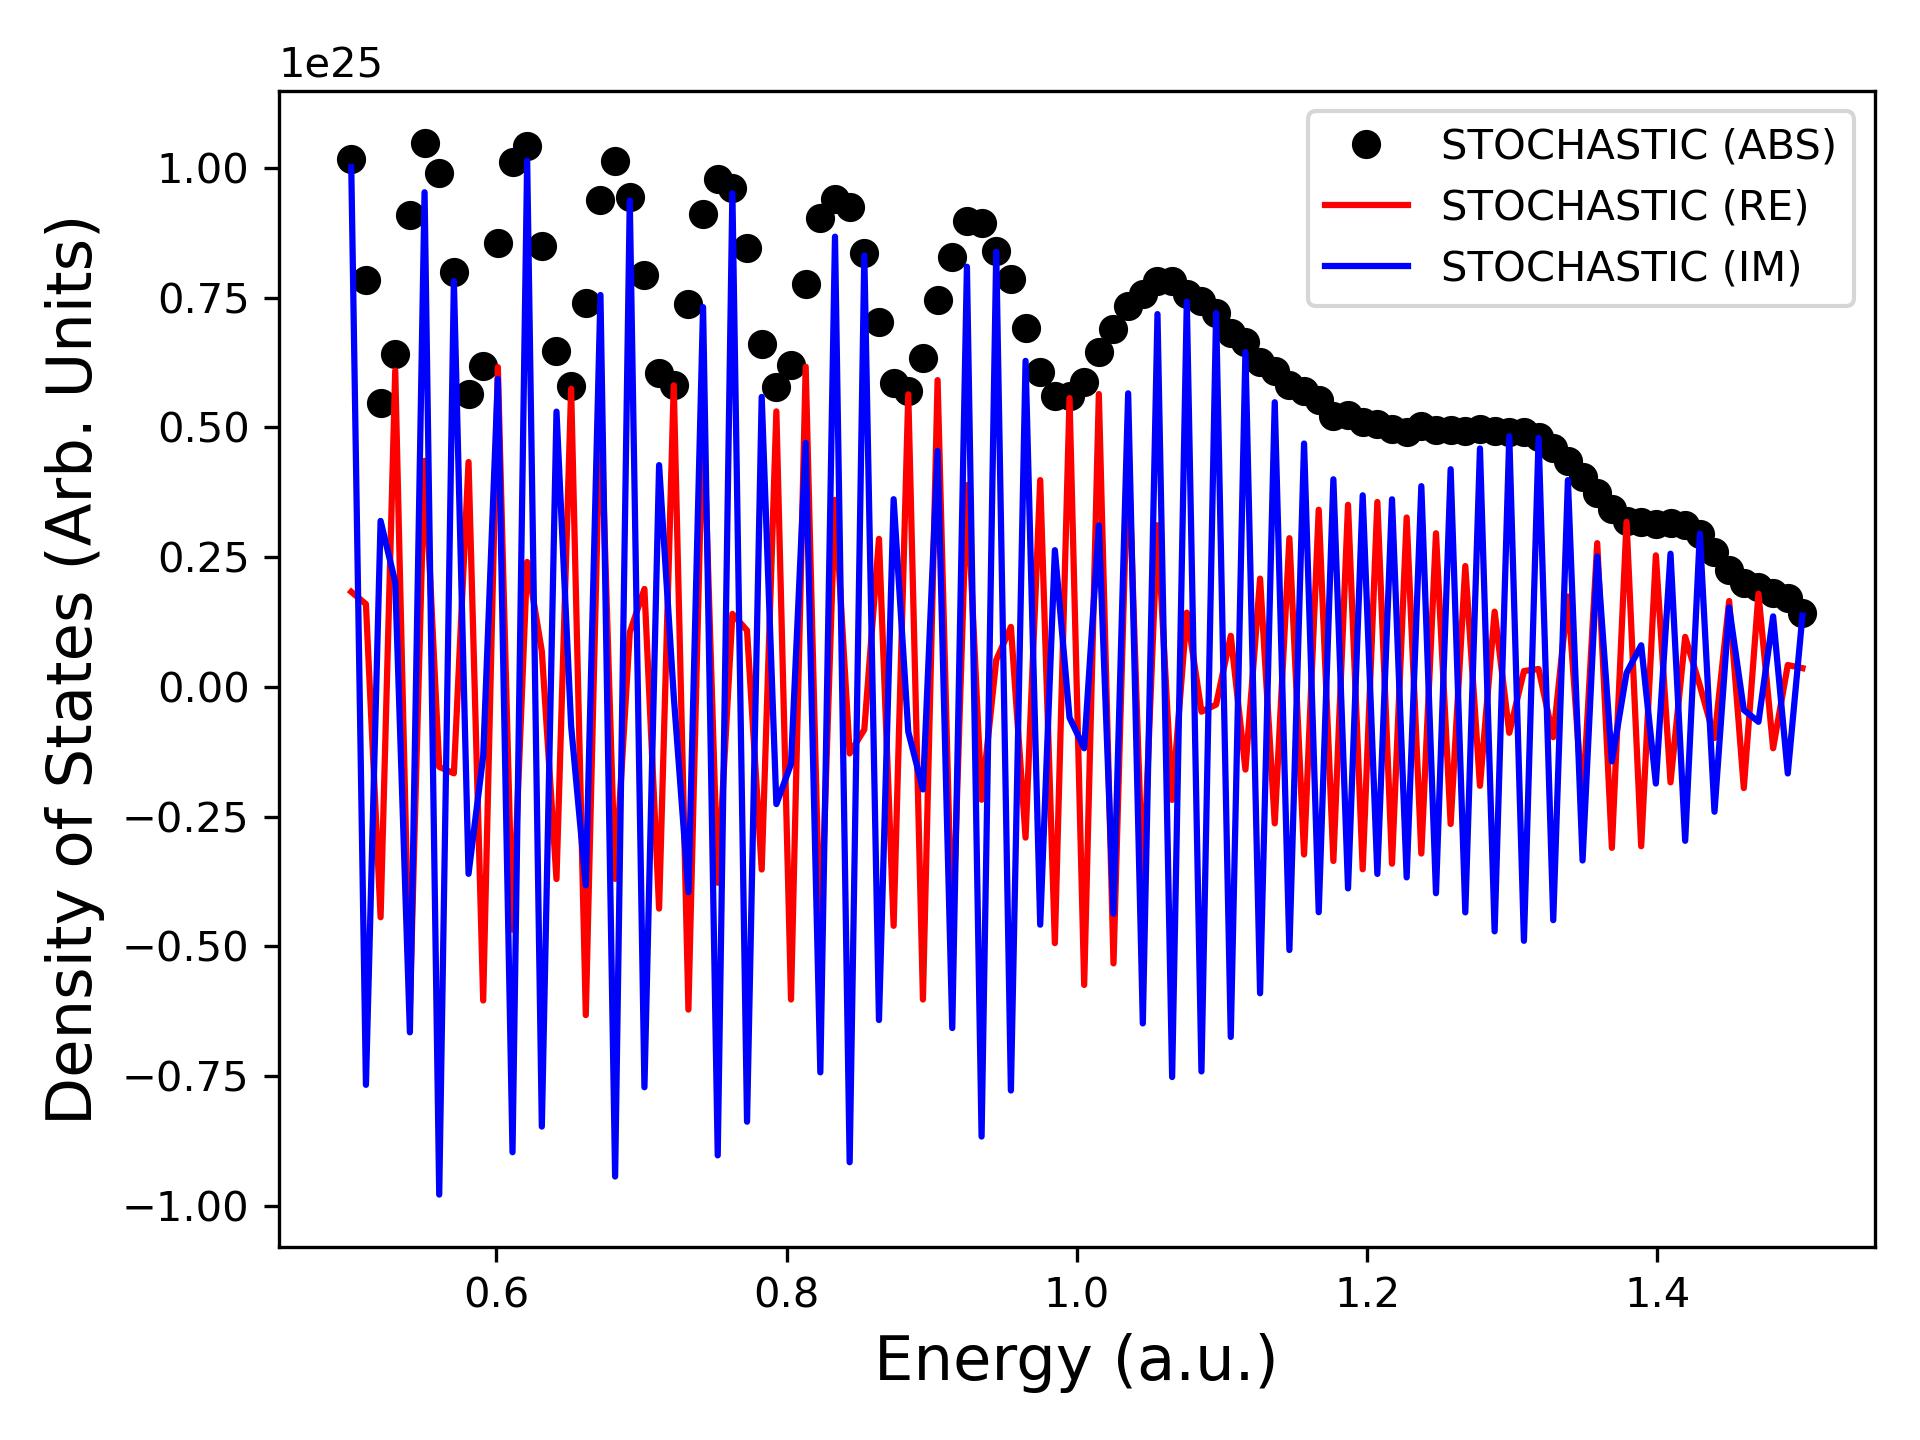 1e25
1.00
0.75
0.50
0.25
0.00
−0.25
−0.50
−0.75
−1.00
Density of States (Arb. Units)
STOCHASTIC (ABS)
STOCHASTIC (RE)
STOCHASTIC (IM)
0.6 0.8 1.0 1.2 1.4
Energy (a.u.)